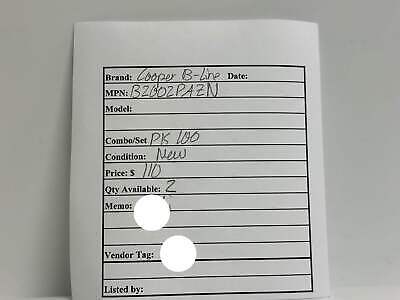 Brand: Cooper B-Line Date:
MPN: B2002PAZN
Model:
Combo/Set PK 100
Condition: New
Price: $ 110
Qty Available: 2
Memo:
Vendor Tag:
Listed by: